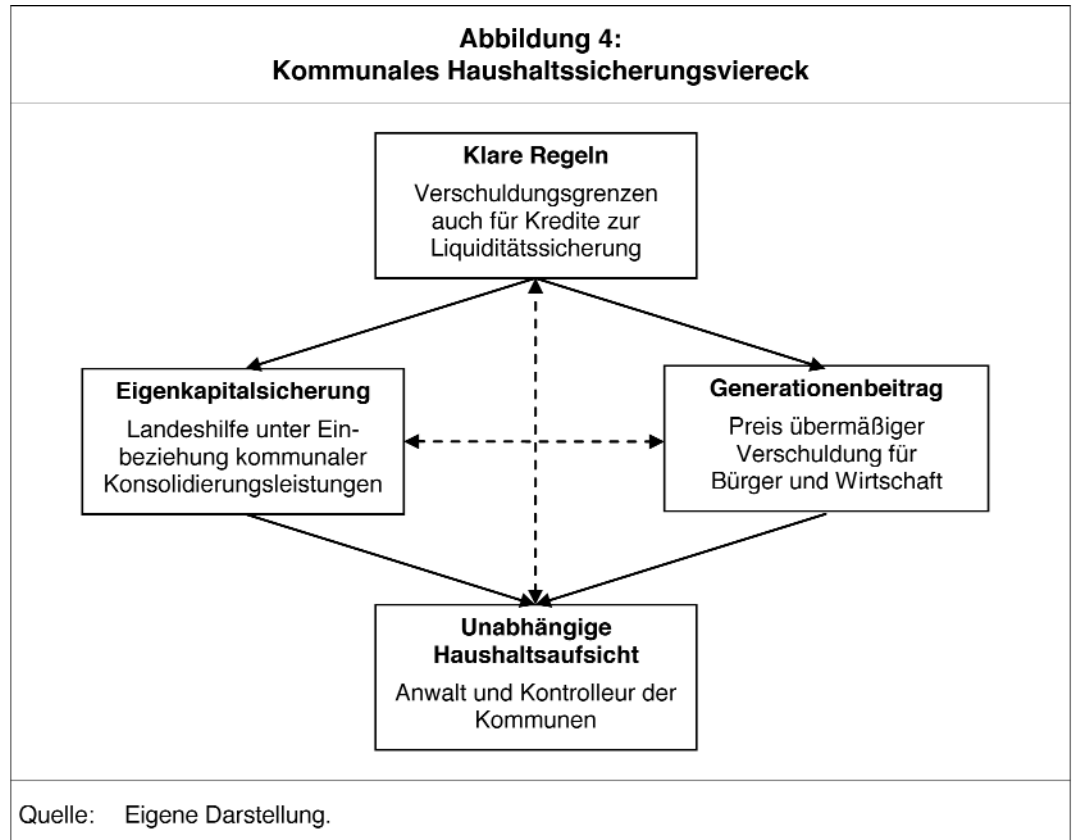 Abbildung 4:
Kommunales Haushaltssicherungsviereck
Klare Regeln
Verschuldungsgrenzen
auch für Kredite zur
Liquiditätssicherung
Eigenkapitalsicherung
Landeshilfe unter Ein-
beziehung kommunaler
Konsolidierungsleistungen
Generationenbeitrag
Preis übermäßiger
Verschuldung für
Bürger und Wirtschaft
Unabhängige
Haushaltsaufsicht
Anwalt und Kontrolleur der
Kommunen
Quelle: Eigene Darstellung.